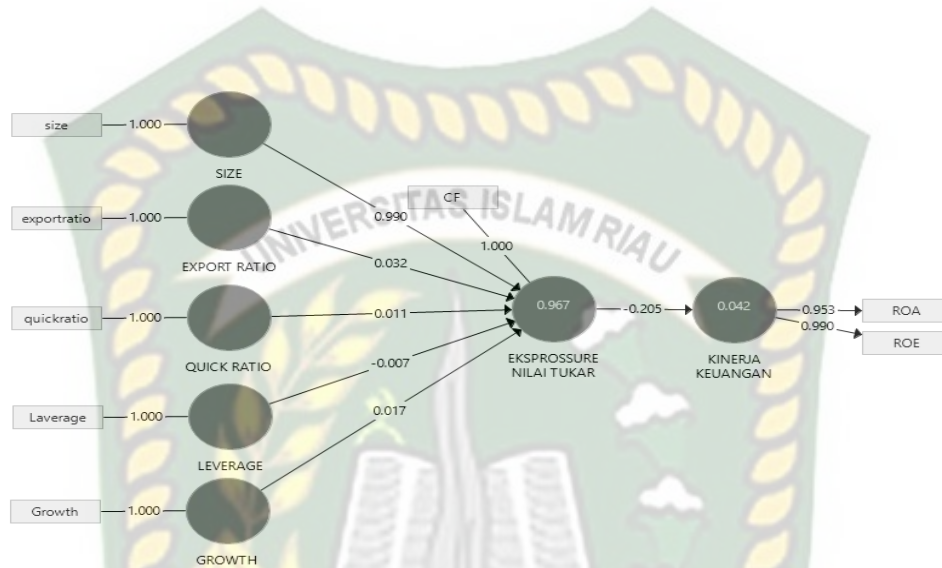 size
1.000
SIZE
exportratio
1.000
EXPORT RATIO
quickratio
1.000
QUICK RATIO
Laverage
1.000
LEVERAGE
Growth
1.000
GROWTH
UNIVERSITAS ISLAM RIAU
CF
1.000
0.990
0.032
0.011
-0.007
0.017
0.967
EKSPROSSURE
NILAI TUKAR
-0.205
0.042
KINERJA
KEUANGAN
0.953
0.990
ROA
ROE